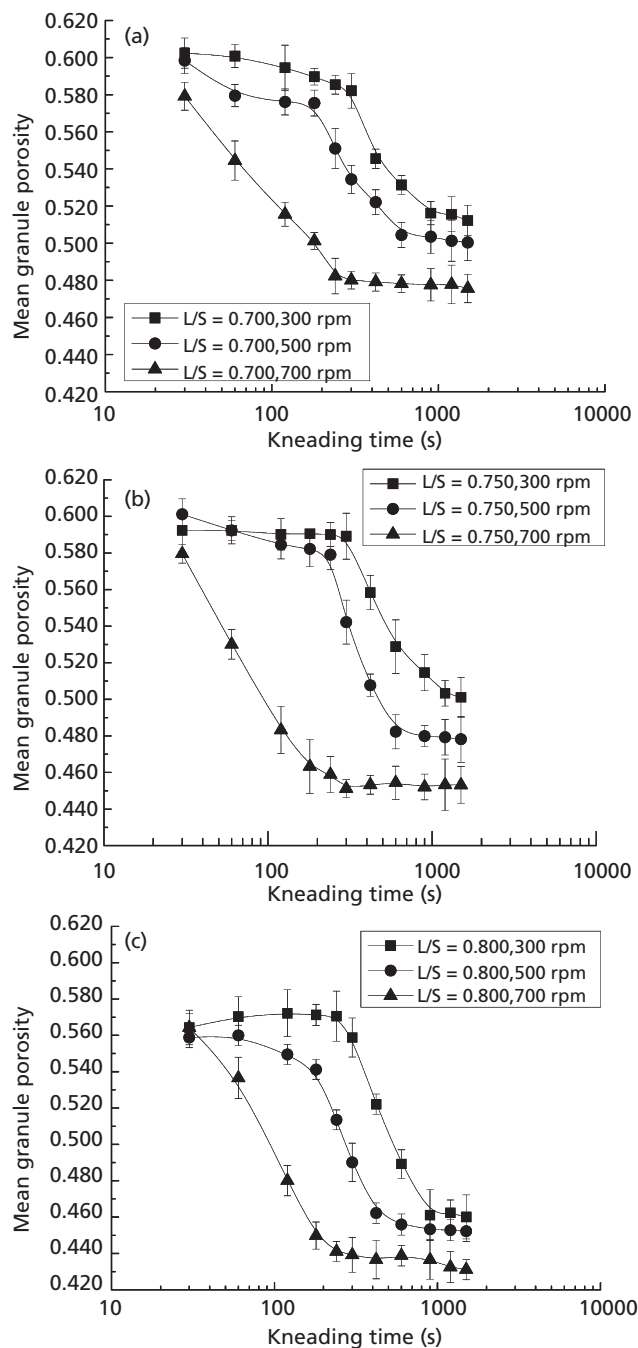 (a)
0.620
0.600
0.580
0.560
0.540
0.520
0.500
0.480
0.460
0.440
0.420
Mean granule porosity
L/S = 0.700,300 rpm
L/S = 0.700,500 rpm
L/S = 0.700,700 rpm
10
100
1000
10000
Kneading time (s)
(b)
0.620
0.600
0.580
0.560
0.540
0.520
0.500
0.480
0.460
0.440
0.420
Mean granule porosity
L/S = 0.750,300 rpm
L/S = 0.750,500 rpm
L/S = 0.750,700 rpm
10
100
1000
10000
Kneading time (s)
(c)
0.620
0.600
0.580
0.560
0.540
0.520
0.500
0.480
0.460
0.440
0.420
Mean granule porosity
L/S = 0.800,300 rpm
L/S = 0.800,500 rpm
L/S = 0.800,700 rpm
10
100
1000
10000
Kneading time (s)